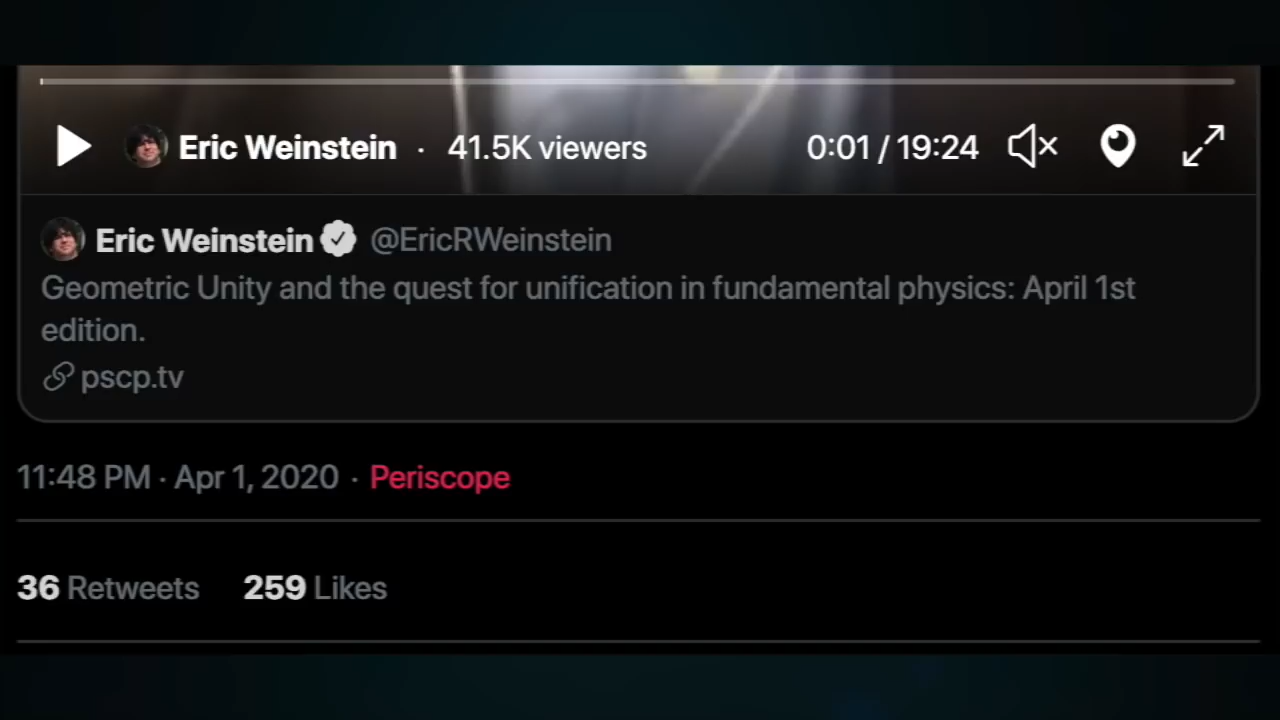 Eric Weinstein · 41.5K viewers 0:01 / 19:24
Eric Weinstein @EricRWeinstein
Geometric Unity and the quest for unification in fundamental physics: April 1st
edition.
pscp.tv
11:48 PM · Apr 1, 2020 · Periscope
36 Retweets 259 Likes